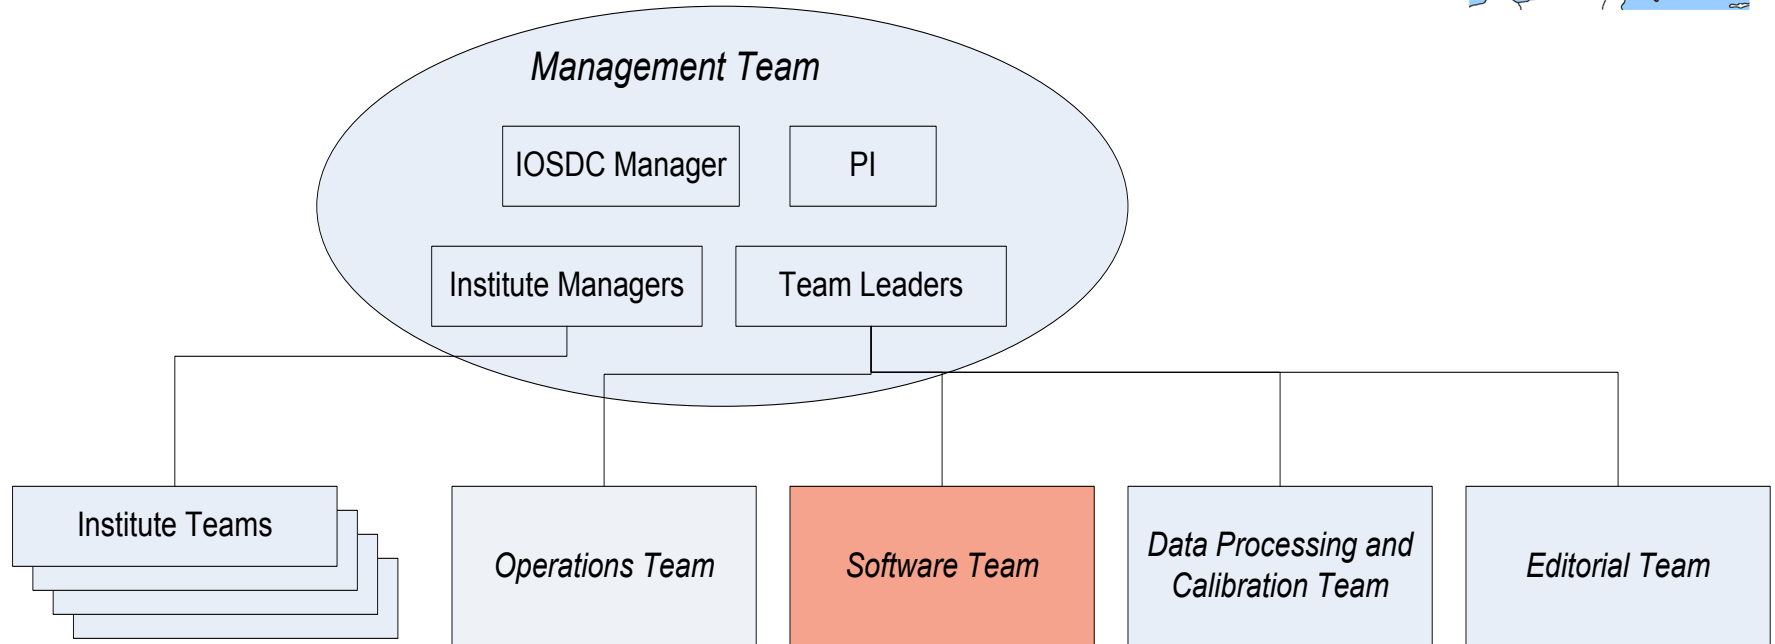 Management Team
IOSDC Manager
PI
Institute Managers
Team Leaders
Institute Teams
Operations Team
Software Team
Data Processing and
Calibration Team
Editorial Team